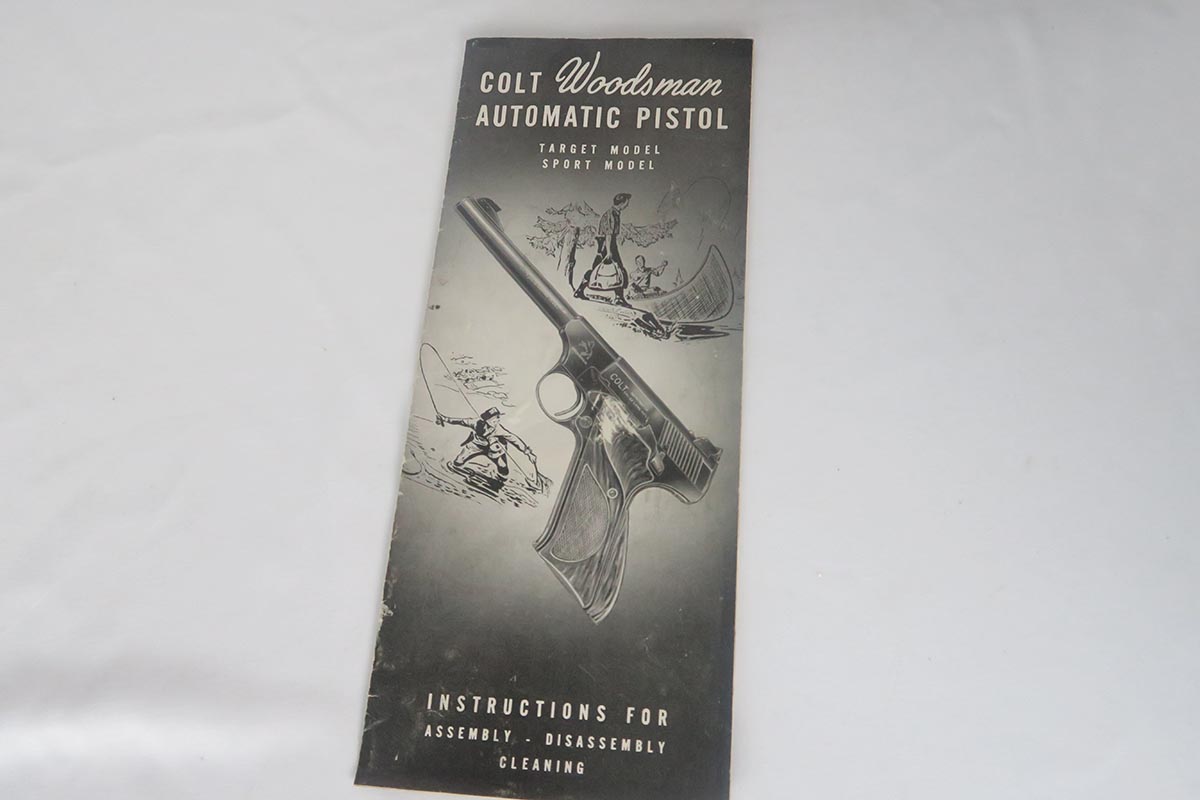 COLT Woodsman
AUTOMATIC PISTOL
TARGET MODEL
SPORT MODEL
COLT
INSTRUCTIONS FOR
ASSEMBLY - DISASSEMBLY
CLEANING